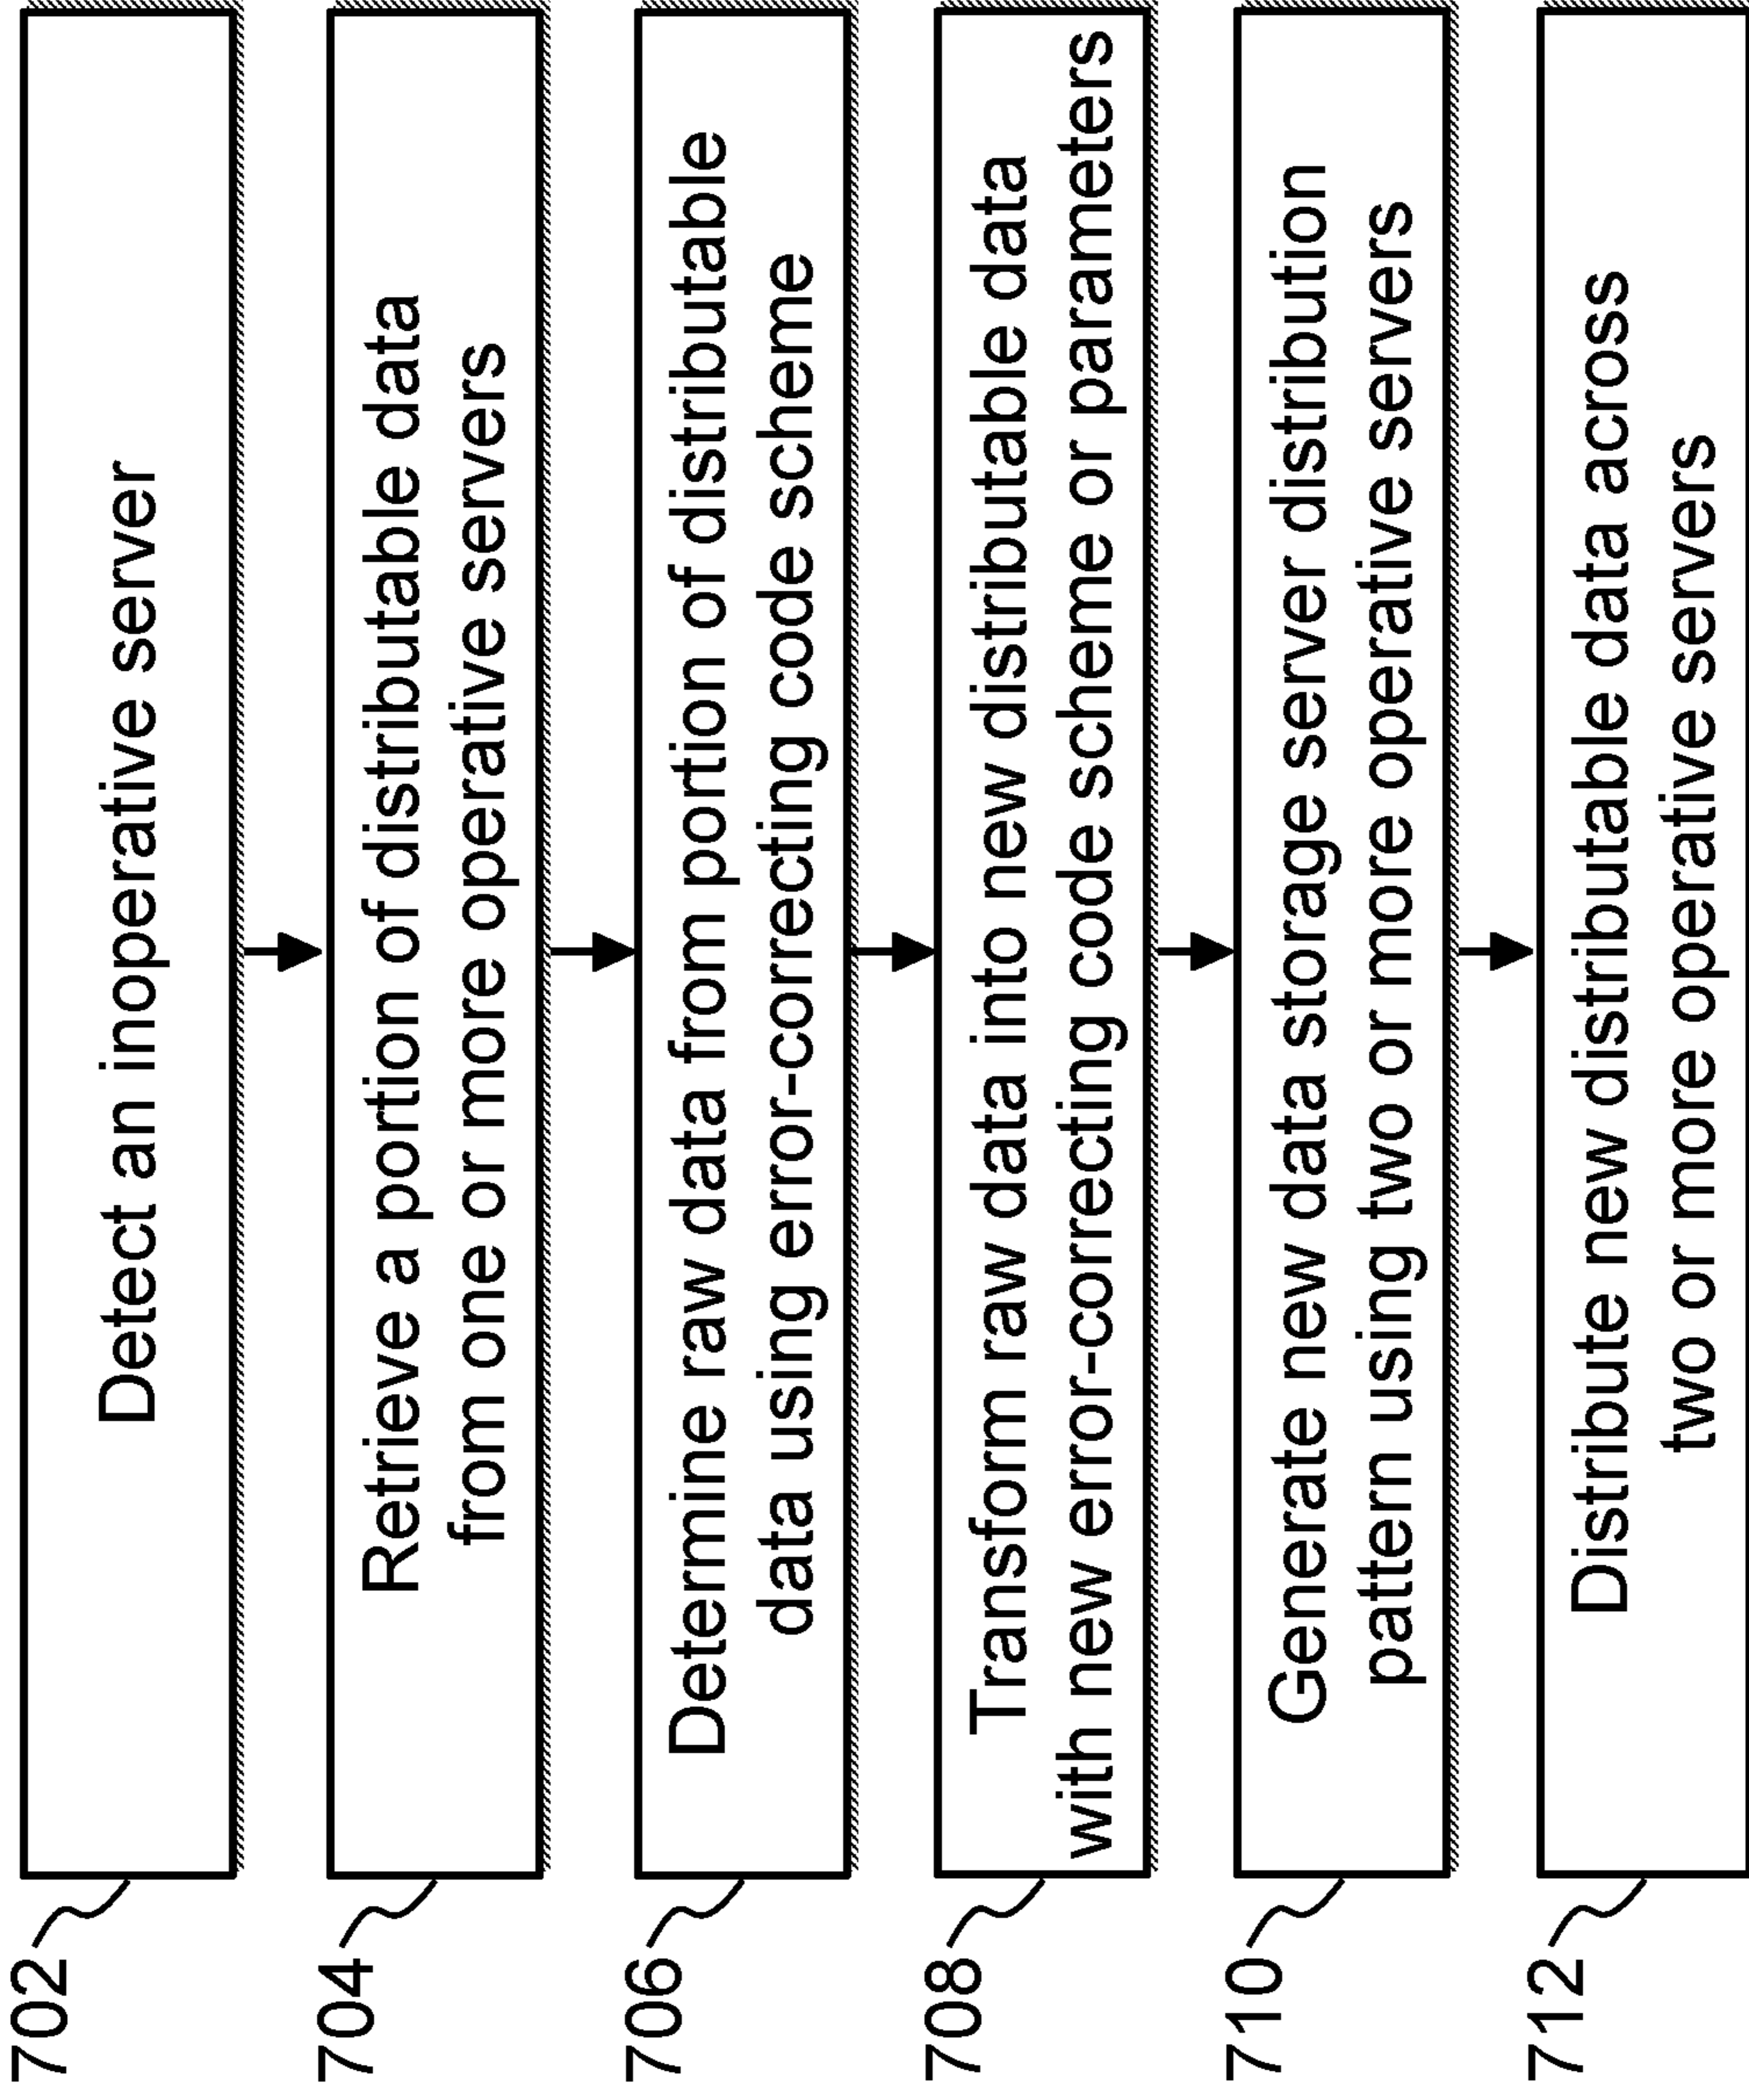 702
Detect an inoperative server
704
Retrieve a portion of distributable data
from one or more operative servers
706
Determine raw data from portion of distributable
data using error-correcting code scheme
708
Transform raw data into new distributable data
with new error-correcting code scheme or parameters
710
Generate new data storage server distribution
pattern using two or more operative servers
712
Distribute new distributable data across
two or more operative servers